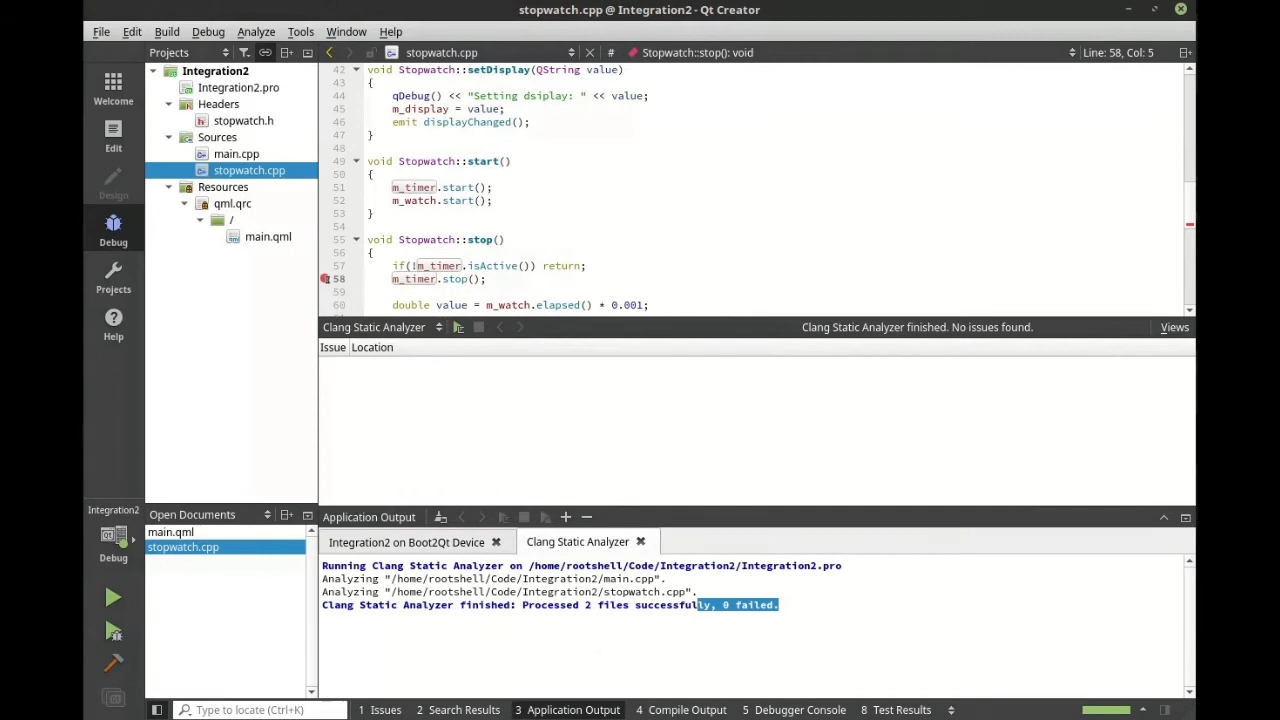 stopwatch.cpp @ Integration2 - Qt Creator
File Edit Build Debug Analyze Tools Window Help
Projects stopwatch.cpp # Stopwatch::stop(): void Line: 58, Col: 5
Welcome
Edit
Design
Debug
Projects
Help
Integration2
Integration2.pro
Headers
stopwatch.h
Sources
main.cpp
stopwatch.cpp
Resources
qml.qrc
/
main.qml
42 void Stopwatch::setDisplay(QString value)
43 {
44 qDebug() << "Setting dsiplay: " << value;
45 m_display = value;
46 emit displayChanged();
47 }
48
49 void Stopwatch::start()
50 {
51 m_timer.start();
52 m_watch.start();
53 }
54
55 void Stopwatch::stop()
56 {
57 if(!m_timer.isActive()) return;
58 m_timer.stop();
59
60 double value = m_watch.elapsed() * 0.001;
Clang Static Analyzer Clang Static Analyzer finished. No issues found. Views
Issue Location
Integration2
Debug
Open Documents
main.qml
stopwatch.cpp
Application Output
Integration2 on Boot2Qt Device Clang Static Analyzer
Running Clang Static Analyzer on /home/rootshell/Code/Integration2/Integration2.pro
Analyzing "/home/rootshell/Code/Integration2/main.cpp".
Analyzing "/home/rootshell/Code/Integration2/stopwatch.cpp".
Clang Static Analyzer finished: Processed 2 files successfully, 0 failed.
Type to locate (Ctrl+K) 1 Issues 2 Search Results 3 Application Output 4 Compile Output 5 Debugger Console 8 Test Results